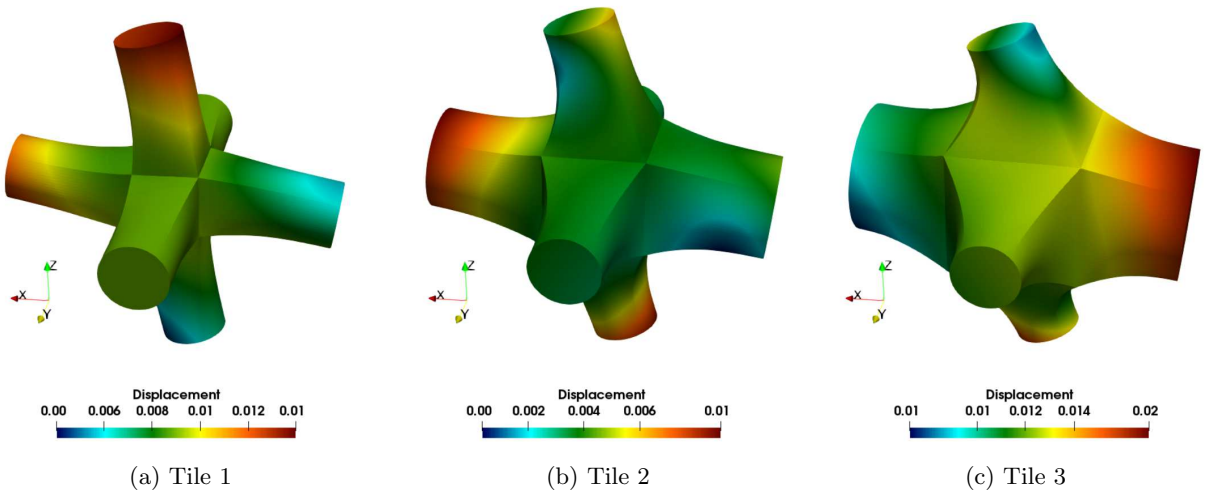 Z Z Z
X X X
Y Y Y
Displacement Displacement Displacement
0.00 0.006 0.008 0.01 0.012 0.01 0.00 0.002 0.004 0.006 0.01 0.01 0.01 0.012 0.014 0.02
(a) Tile 1 (b) Tile 2 (c) Tile 3